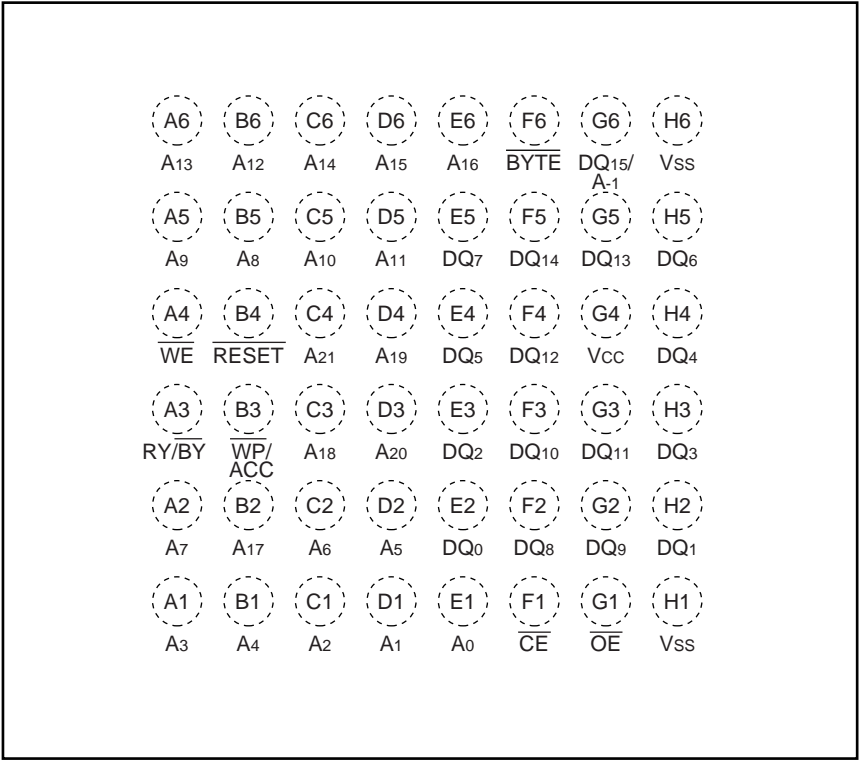 A6 B6 C6 D6 E6 F6 G6 H6
A13 A12 A14 A15 A16 BYTE DQ15/ VSS
A-1
A5 B5 C5 D5 E5 F5 G5 H5
A9 A8 A10 A11 DQ7 DQ14 DQ13 DQ6
A4 B4 C4 D4 E4 F4 G4 H4
WE RESET A21 A19 DQ5 DQ12 VCC DQ4
A3 B3 C3 D3 E3 F3 G3 H3
RY/BY WP/ A18 A20 DQ2 DQ10 DQ11 DQ3
ACC
A2 B2 C2 D2 E2 F2 G2 H2
A7 A17 A6 A5 DQ0 DQ8 DQ9 DQ1
A1 B1 C1 D1 E1 F1 G1 H1
A3 A4 A2 A1 A0 CE OE VSS